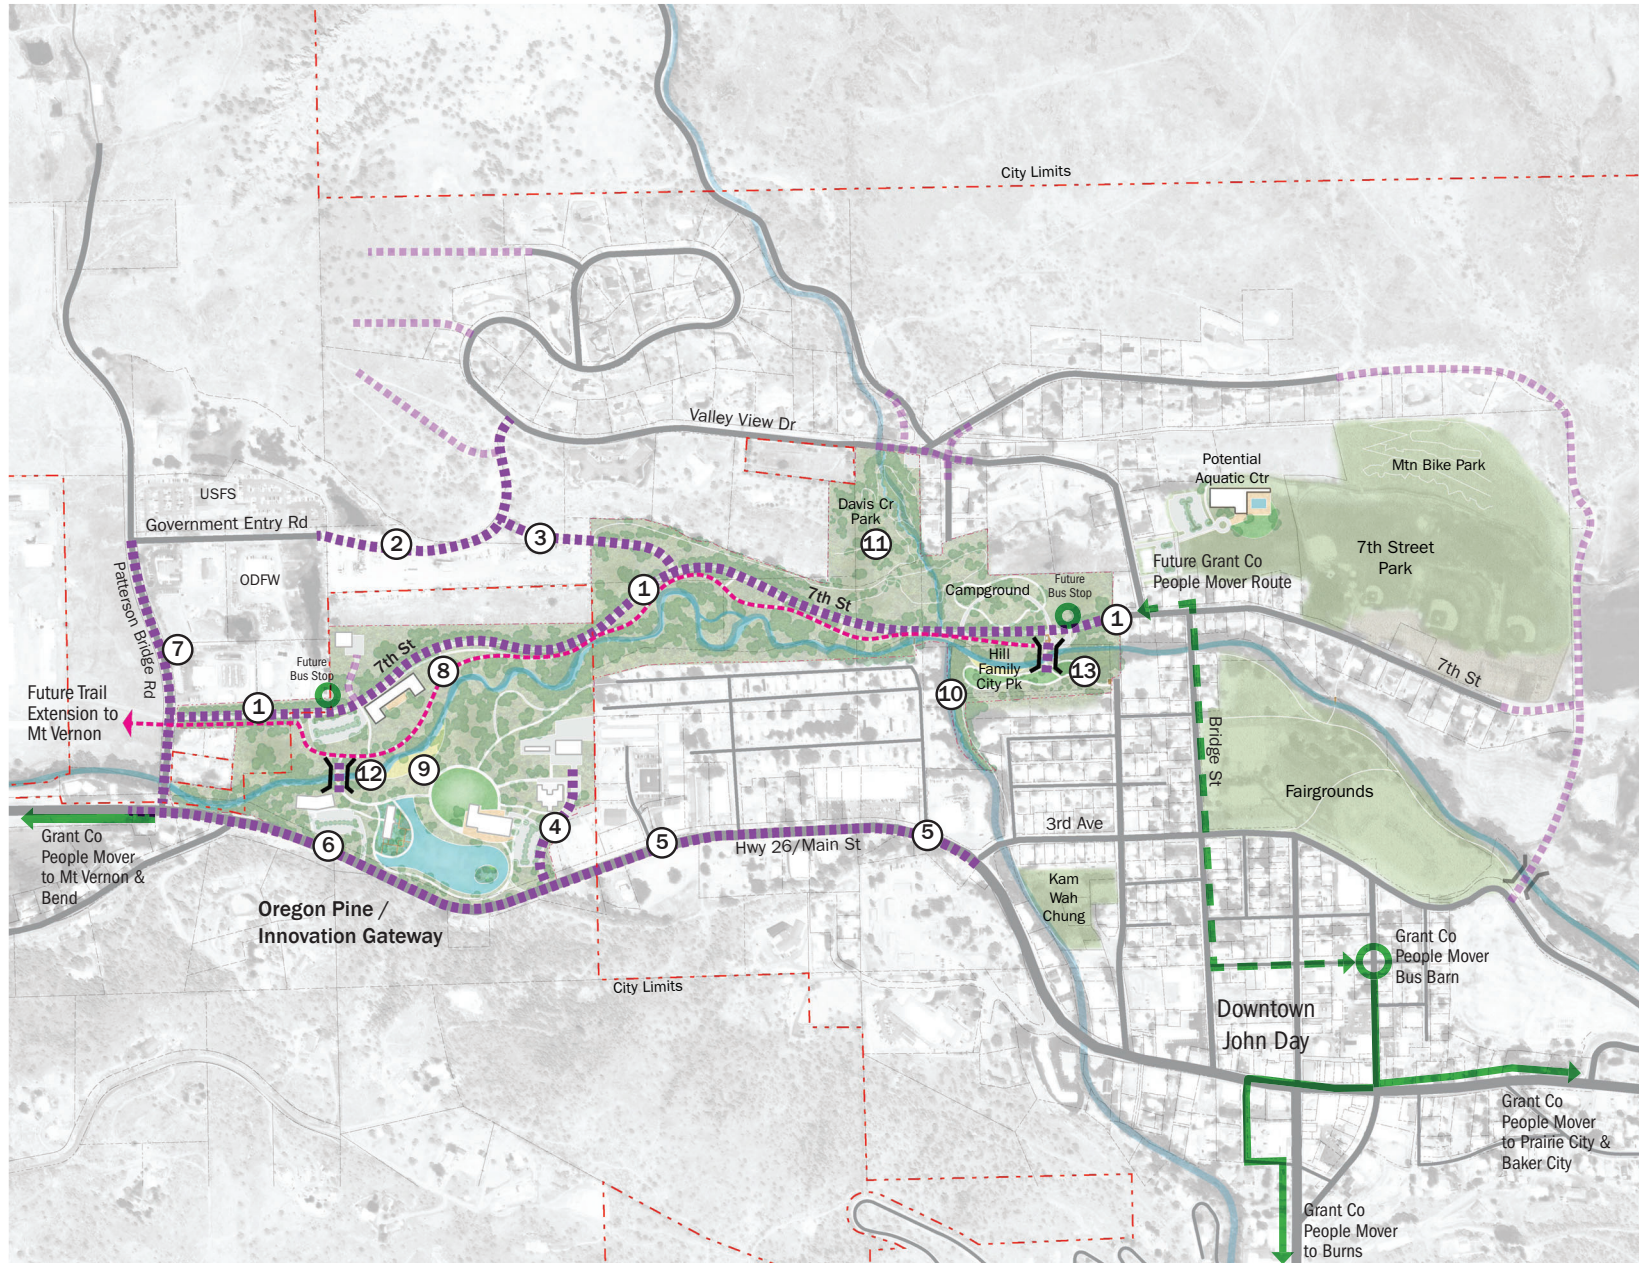 City Limits
Valley View Dr
Potential
Aquatic Ctr
Mtn Bike Park
USFS
Davis Cr
Park
Government Entry Rd
2
3
11
7th Street
Park
ODFW
Future Grant Co
People Mover Route
Patterson Bridge Rd
1
Campground
Future
Bus Stop
7th St
1
7
7th St
8
Hill
Family
City Pk
13
7th St
Future
Bus Stop
Future Trail
Extension to
Mt Vernon
1
10
Bridge St
12
9
Fairgrounds
4
5
5
3rd Ave
Hwy 26/Main St
6
Grant Co
People Mover
to Mt Vernon &
Bend
Kam
Wah
Chung
Oregon Pine /
Innovation Gateway
Grant Co
People Mover
Bus Barn
City Limits
Downtown
John Day
Grant Co
People Mover
to Prairie City &
Baker City
Grant Co
People Mover
to Burns